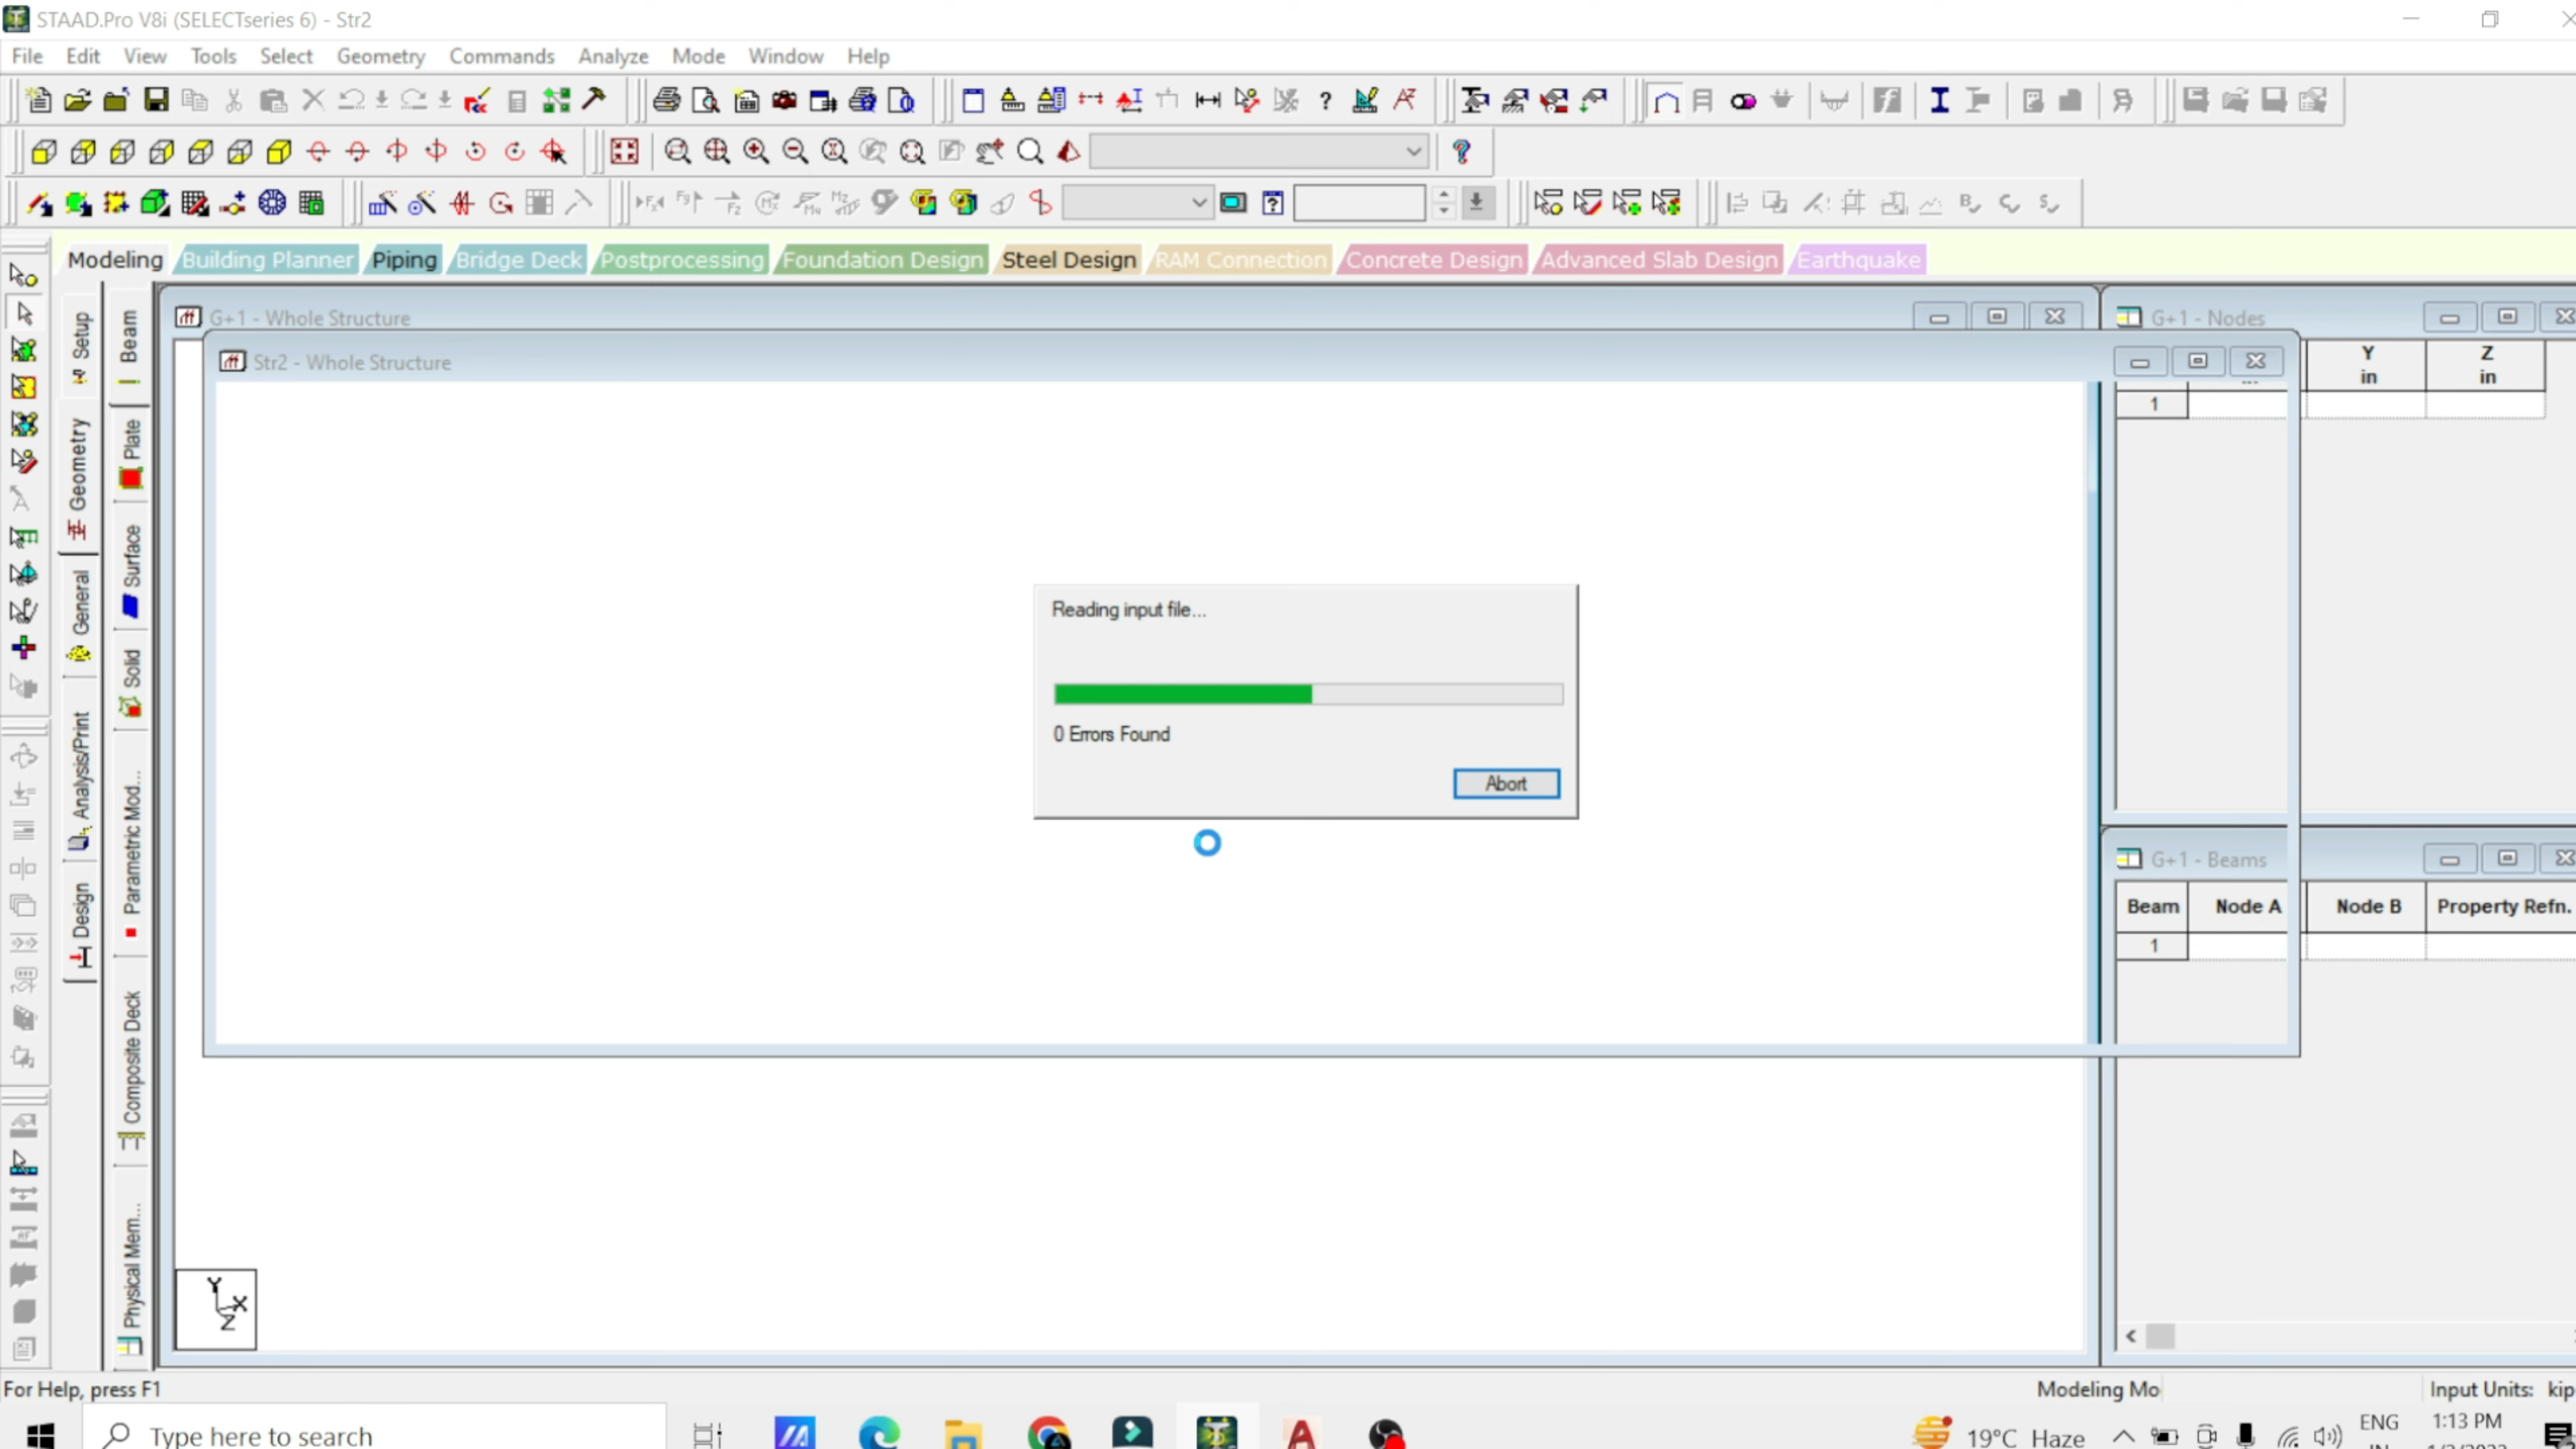 STAAD.Pro V8i (SELECTseries 6) - Str2
File Edit View Tools Select Geometry Commands Analyze Mode Window Help
Modeling Building Planner Piping Bridge Deck Postprocessing Foundation Design Steel Design RAM Connection Concrete Design Advanced Slab Design Earthquake
Setup
Geometry
General
Analysis/Print
Design
Beam
Plate
Surface
Solid
Parametric Mod...
Composite Deck
Physical Mem...
G+1 - Whole Structure
Str2 - Whole Structure
Reading input file...
0 Errors Found
Abort
Y
X
Z
G+1 - Nodes
Y
in
Z
in
1
G+1 - Beams
Beam Node A Node B Property Refn.
1
For Help, press F1
Modeling Mo
Input Units: kip
Type here to search
19°C Haze
ENG
1:13 PM